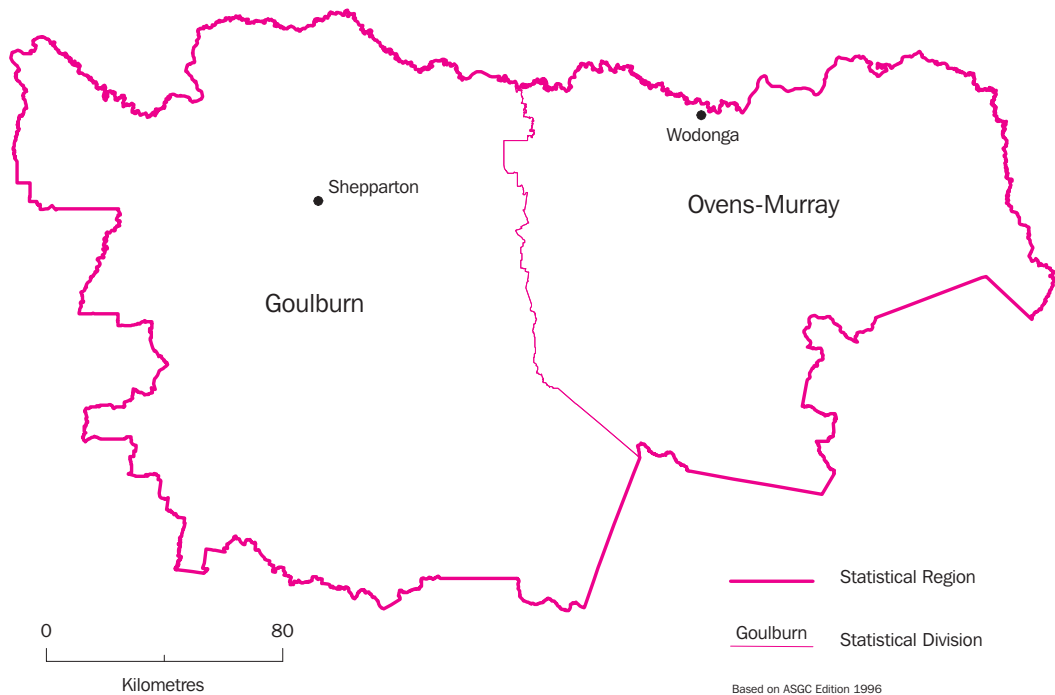 Wodonga
Shepparton
Ovens-Murray
Goulburn
Statistical Region
0 80
Goulburn Statistical Division
Kilometres
Based on ASGC Edition 1996